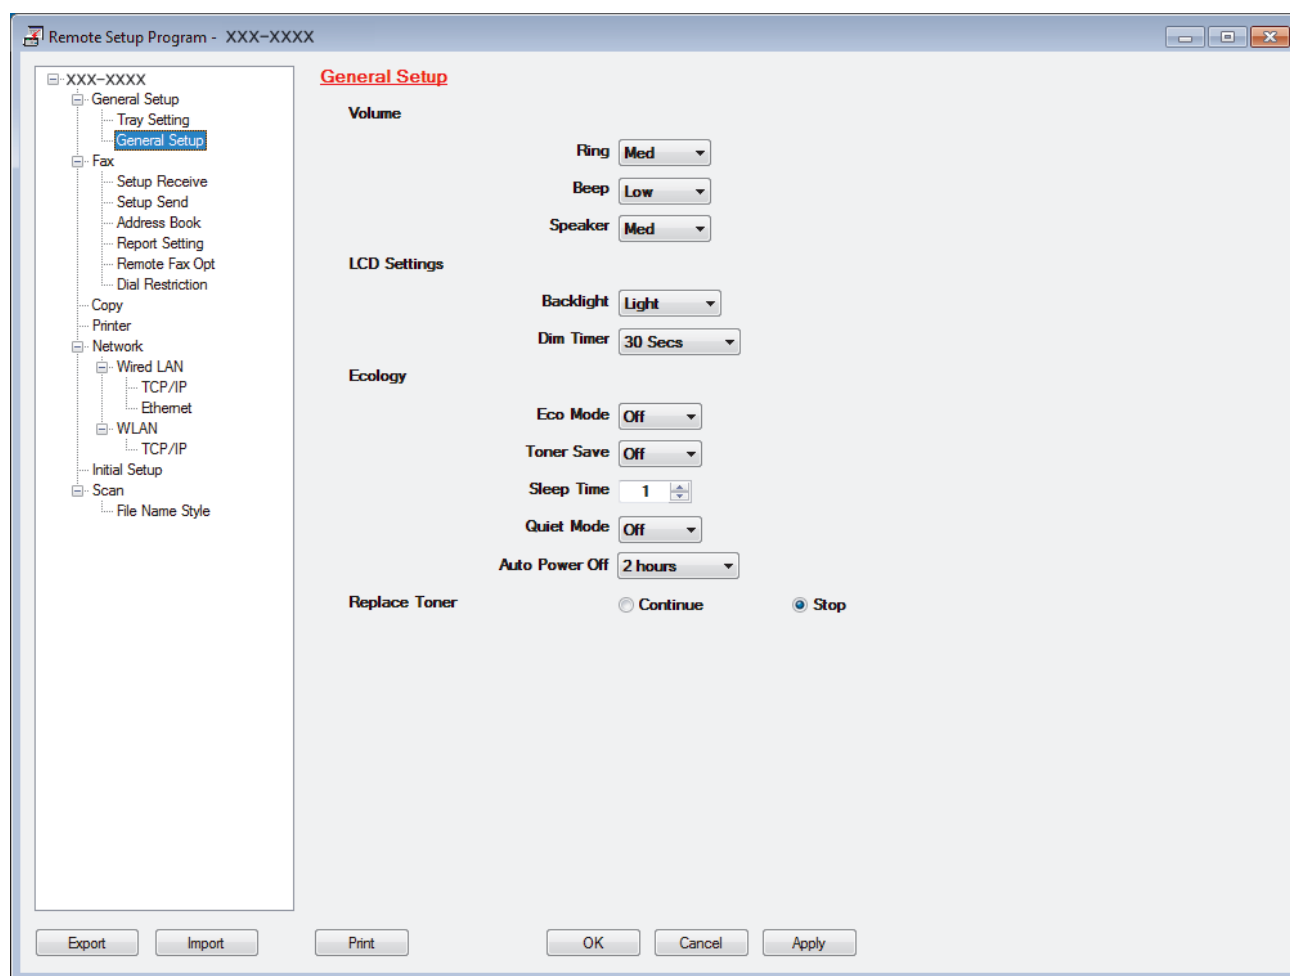 Remote Setup Program - XXX-XXXX
XXX-XXXX
General Setup
Tray Setting
General Setup
Fax
Setup Receive
Setup Send
Address Book
Report Setting
Remote Fax Opt
Dial Restriction
Copy
Printer
Network
Wired LAN
TCP/IP
Ethernet
WLAN
TCP/IP
Initial Setup
Scan
File Name Style
General Setup
Volume
Ring Med
Beep Low
Speaker Med
LCD Settings
Backlight Light
Dim Timer 30 Secs
Ecology
Eco Mode Off
Toner Save Off
Sleep Time 1
Quiet Mode Off
Auto Power Off 2 hours
Replace Toner Continue Stop
Export Import Print OK Cancel Apply